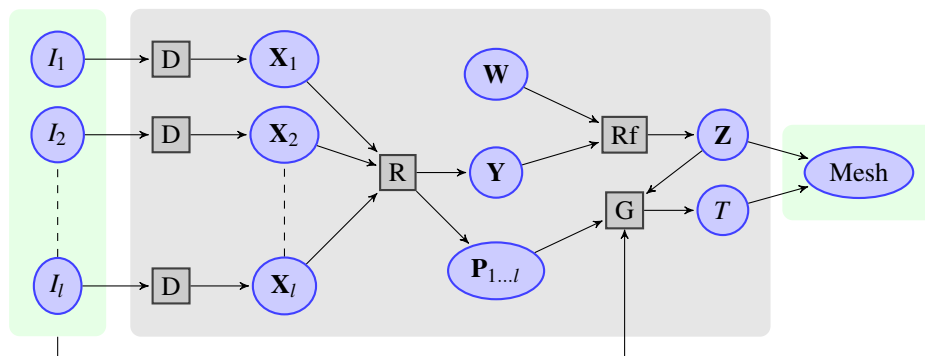 I₁ D 𝐗₁
I₂ D 𝐗₂
Iₗ D 𝐗ₗ
R
𝐖
𝐘
𝐏₁…ₗ
Rf
G
𝐙
T
Mesh